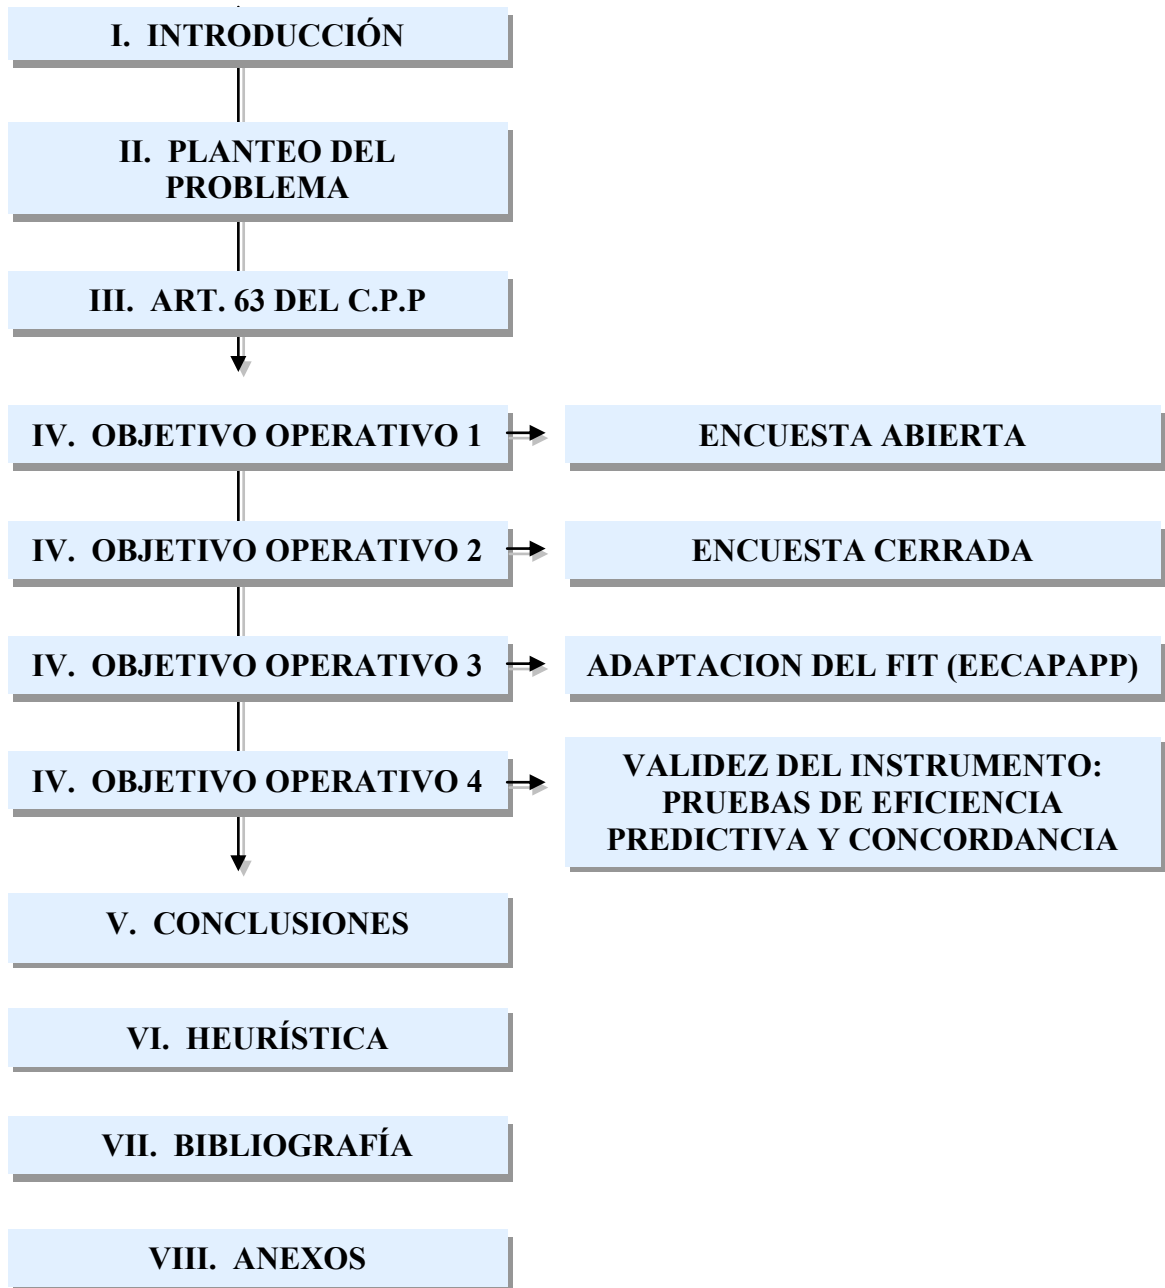 I. INTRODUCCIÓN
II. PLANTEO DEL
PROBLEMA
III. ART. 63 DEL C.P.P
IV. OBJETIVO OPERATIVO 1
ENCUESTA ABIERTA
IV. OBJETIVO OPERATIVO 2
ENCUESTA CERRADA
IV. OBJETIVO OPERATIVO 3
ADAPTACION DEL FIT (EECAPAPP)
IV. OBJETIVO OPERATIVO 4
VALIDEZ DEL INSTRUMENTO:
PRUEBAS DE EFICIENCIA
PREDICTIVA Y CONCORDANCIA
V. CONCLUSIONES
VI. HEURÍSTICA
VII. BIBLIOGRAFÍA
VIII. ANEXOS